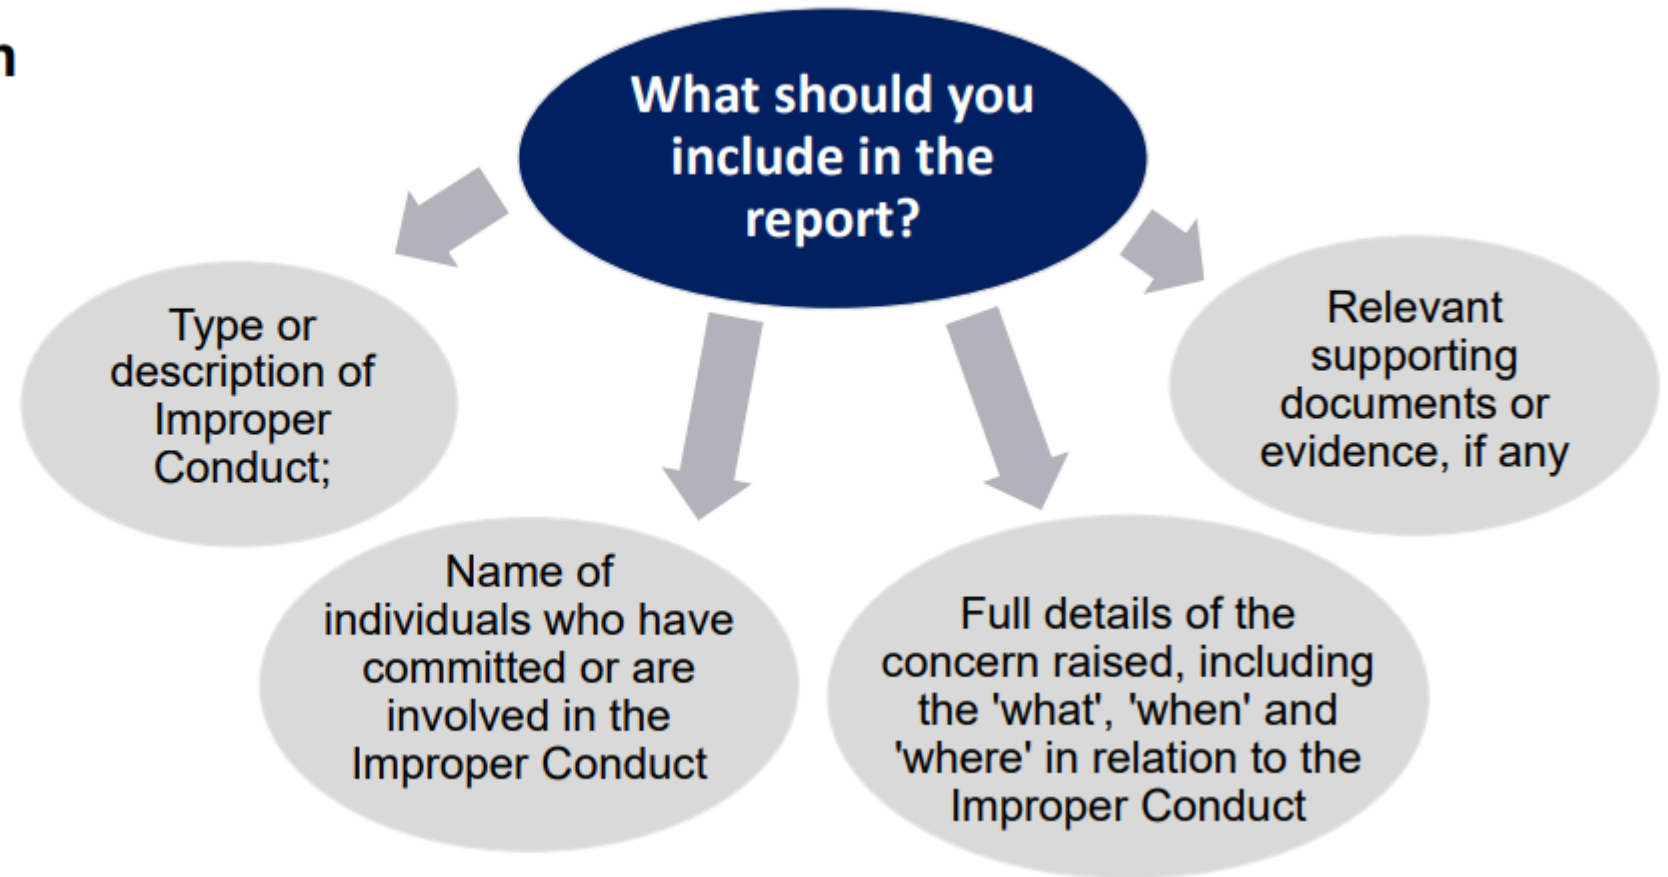 What should you
include in the
report?
Type or
description of
Improper
Conduct;
Name of
individuals who have
committed or are
involved in the
Improper Conduct
Full details of the
concern raised, including
the 'what', 'when' and
'where' in relation to the
Improper Conduct
Relevant
supporting
documents or
evidence, if any